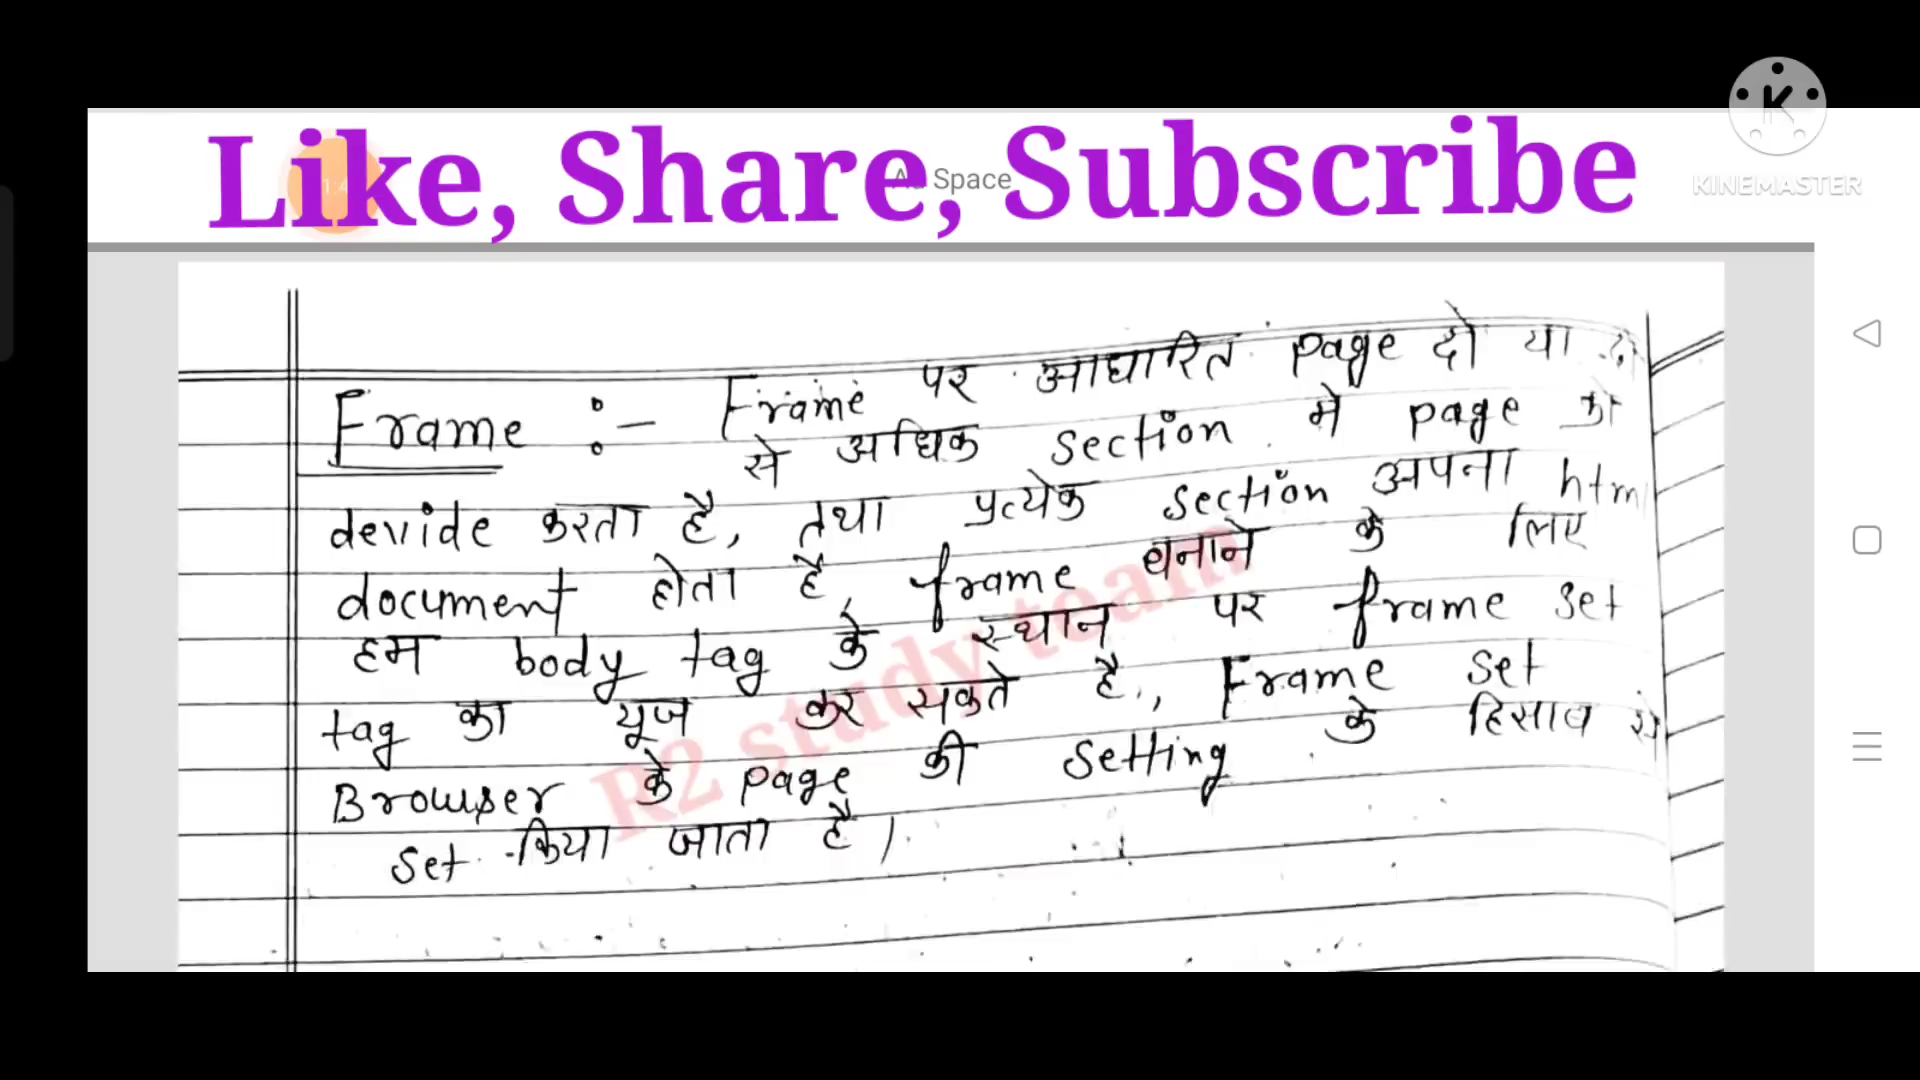 Like, Share, Subscribe
Space
KINEMASTER
Frame :- Frame पर आधारित page दो या दो
से अधिक section में page को
devide करता है, तथा प्रत्येक section अपना html
document होता है, frame बनाने के लिए
हम body tag के स्थान पर frame set
tag का यूज कर सकते है, Frame set
Browser के page की setting के हिसाब से
set किया जाता है।
R2 study team